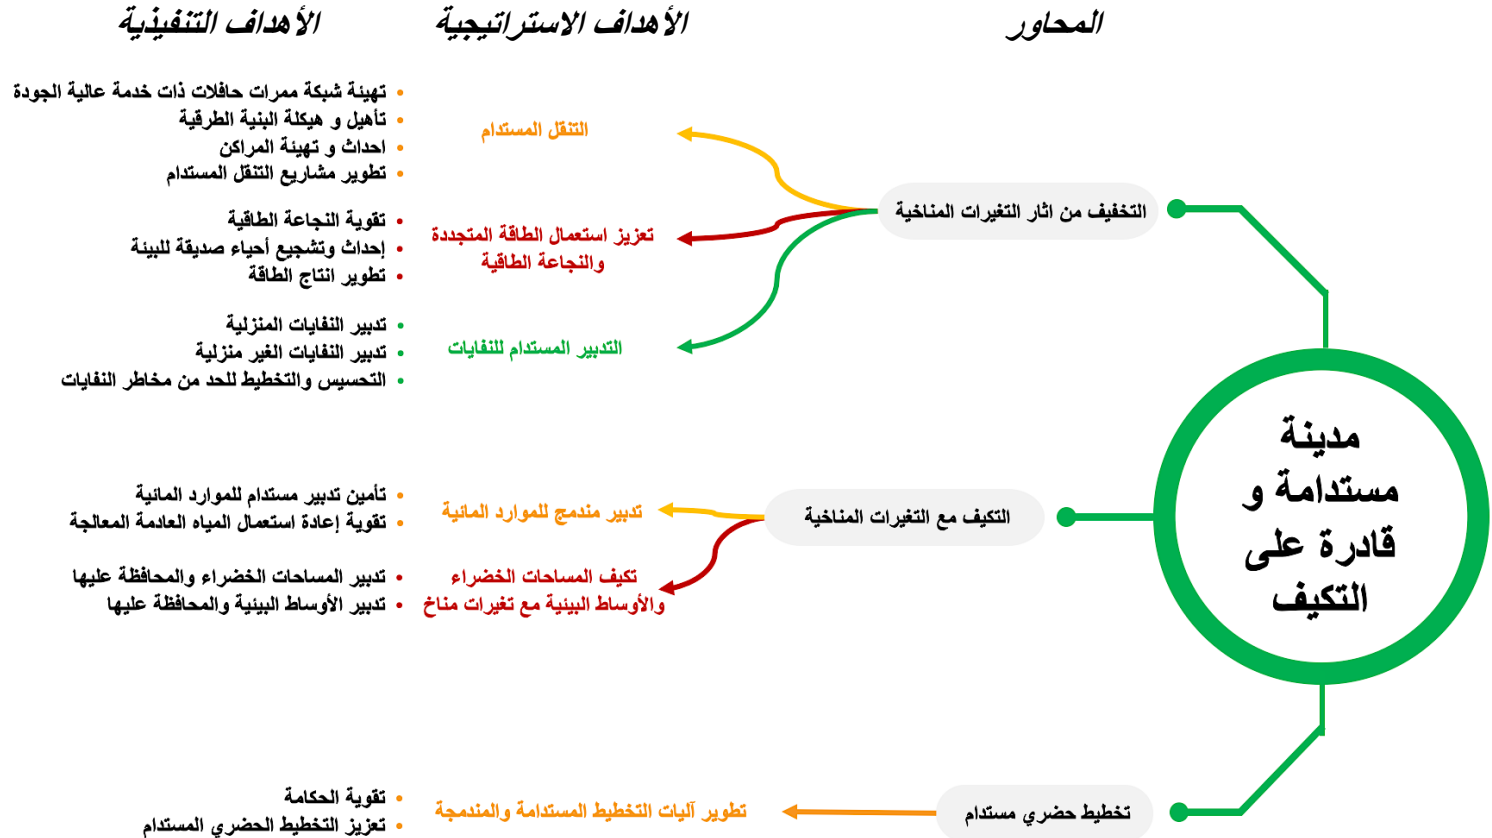 المحاور
الأهداف الاستراتيجية
الأهداف التنفيذية
مدينة
مستدامة و
قادرة على
التكيف
التخفيف من اثار التغيرات المناخية
التنقل المستدام
تهيئة شبكة ممرات حافلات ذات خدمة عالية الجودة
تأهيل و هيكلة البنية الطرقية
احداث و تهيئة المراكن
تطوير مشاريع التنقل المستدام
تعزيز استعمال الطاقة المتجددة
والنجاعة الطاقية
تقوية النجاعة الطاقية
إحداث وتشجيع أحياء صديقة للبيئة
تطوير انتاج الطاقة
التدبير المستدام للنفايات
تدبير النفايات المنزلية
تدبير النفايات الغير منزلية
التحسيس والتخطيط للحد من مخاطر النفايات
التكيف مع التغيرات المناخية
تدبير مندمج للموارد المائية
تأمين تدبير مستدام للموارد المائية
تقوية إعادة استعمال المياه العادمة المعالجة
تكيف المساحات الخضراء
والأوساط البيئية مع تغيرات مناخ
تدبير المساحات الخضراء والمحافظة عليها
تدبير الأوساط البيئية والمحافظة عليها
تخطيط حضري مستدام
تطوير آليات التخطيط المستدامة والمندمجة
تقوية الحكامة
تعزيز التخطيط الحضري المستدام